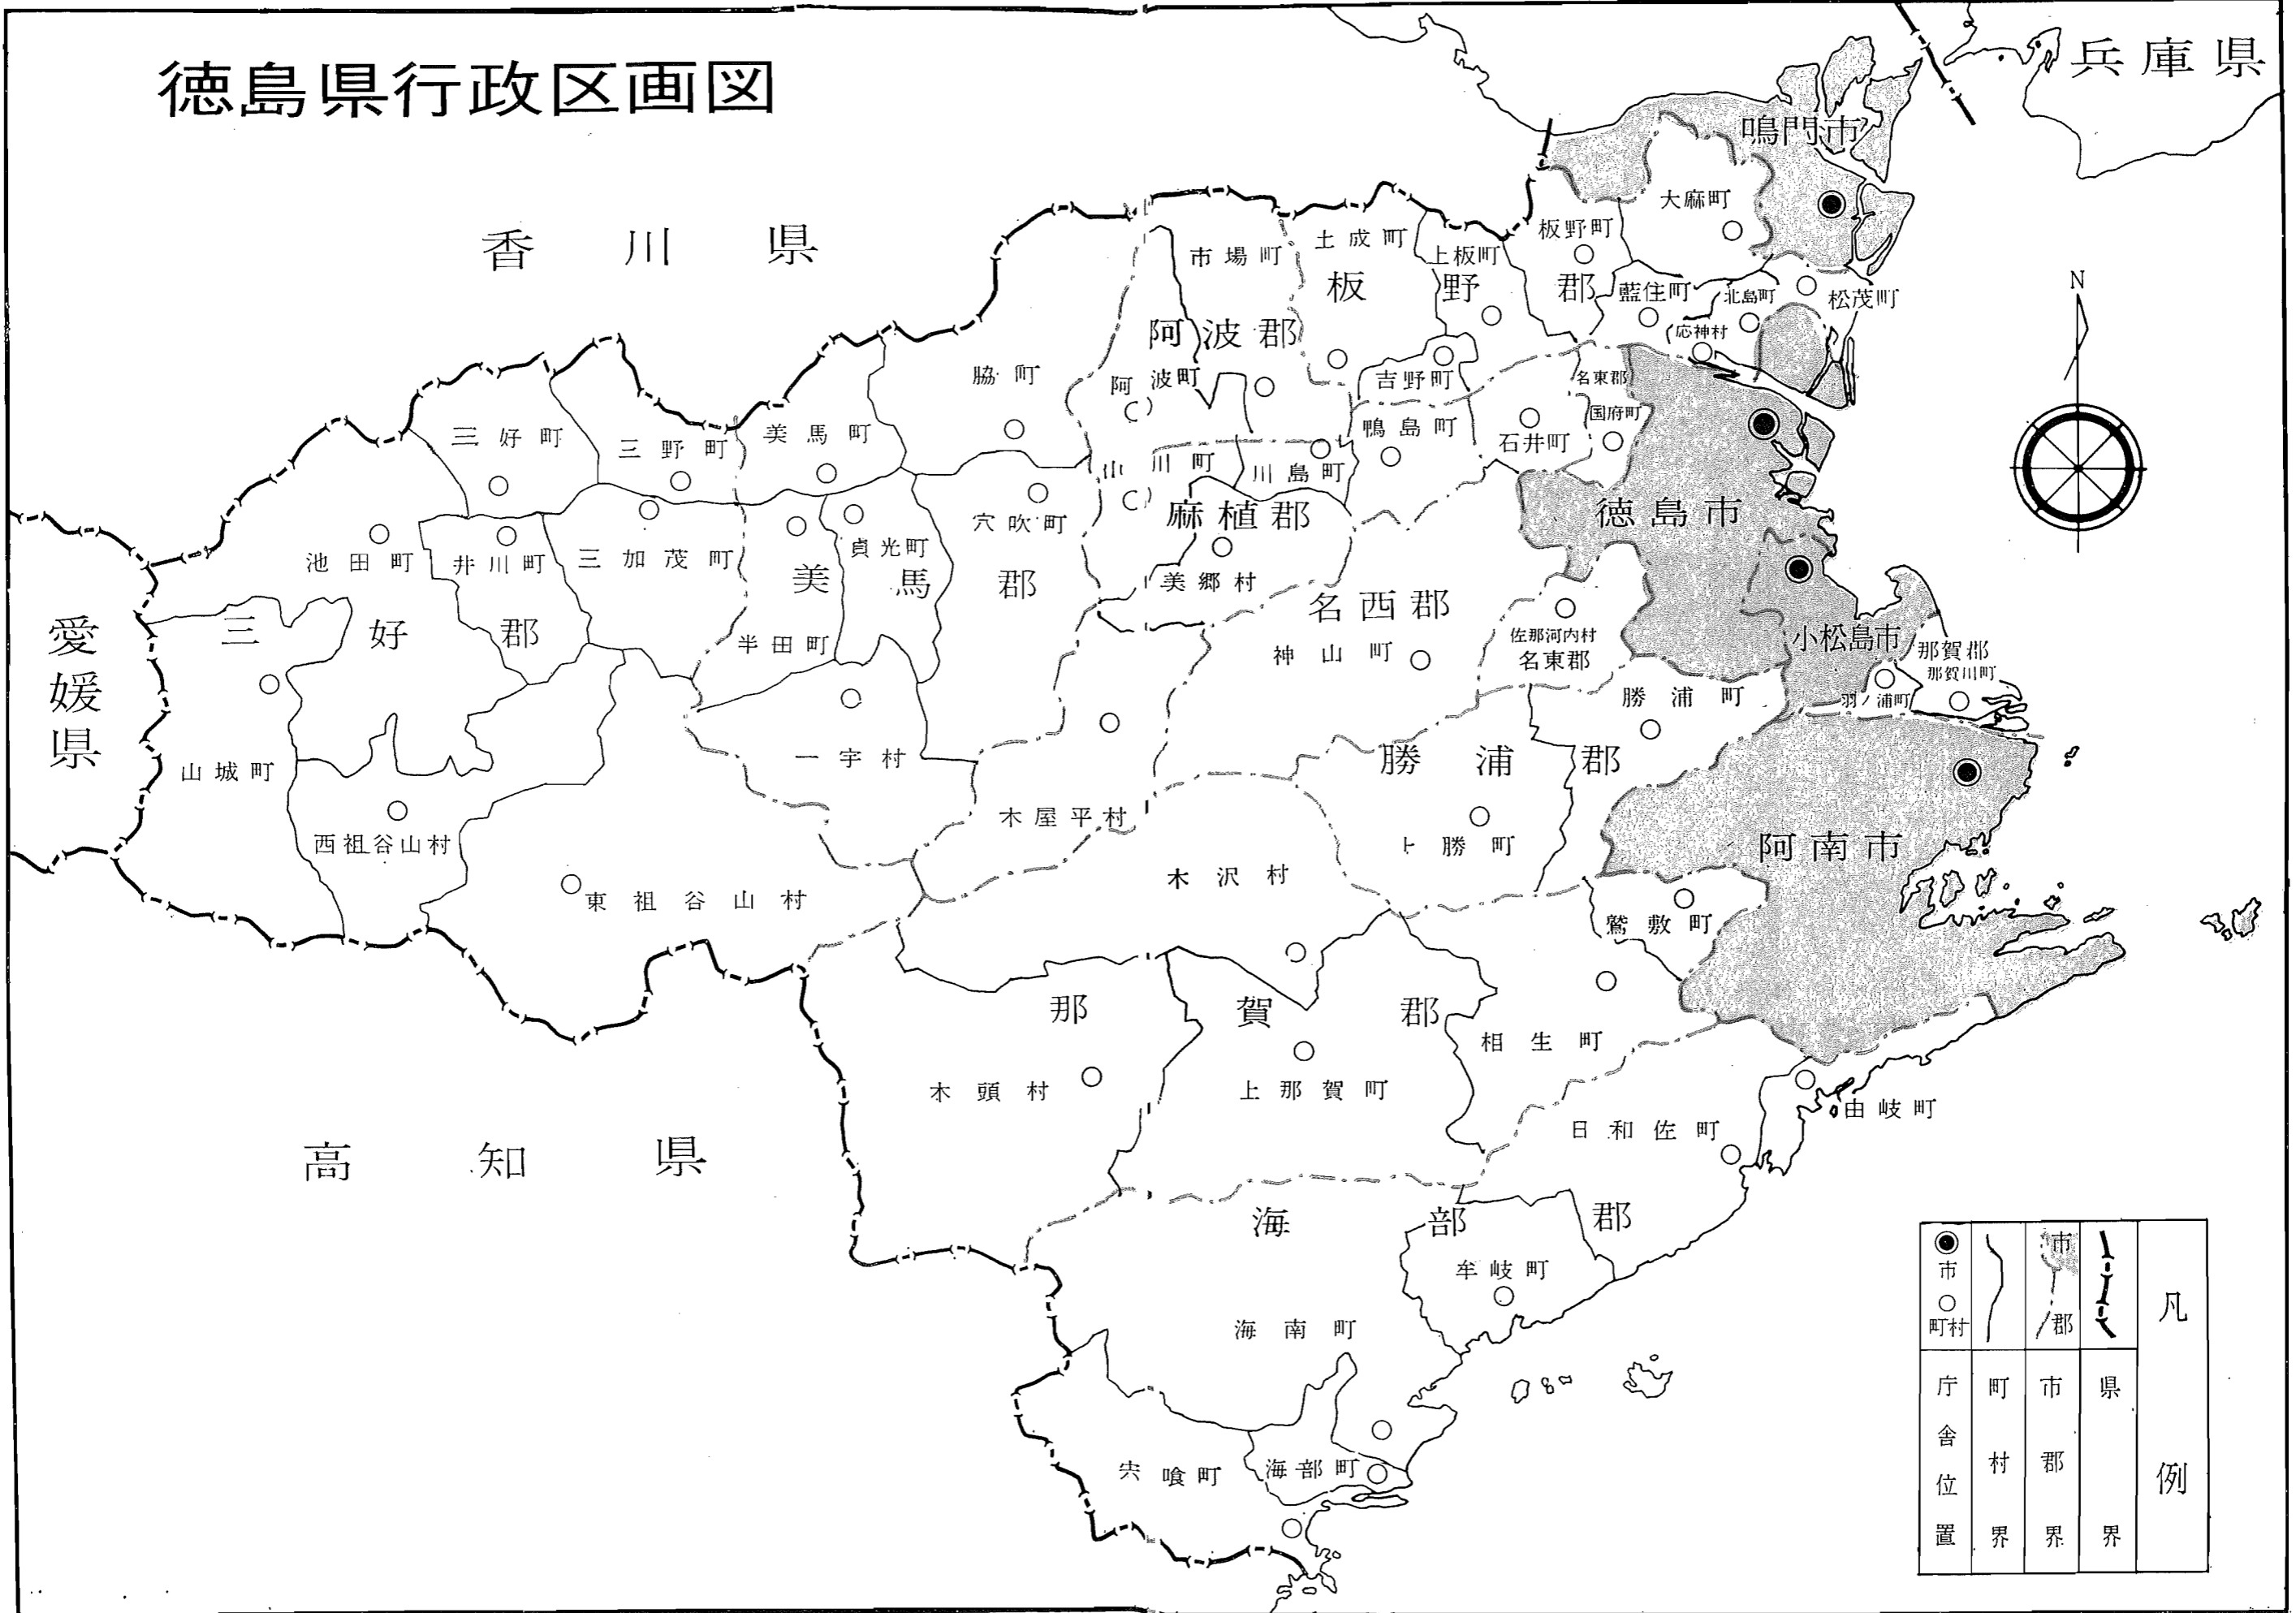 徳島県行政区画図
兵庫県
香川県
愛媛県
高知県
N
鳴門市
大麻町
板野町
土成町
上板町
市場町
板野郡
藍住町
北島町
松茂町
応神村
阿波郡
阿波町
吉野町
名東郡
国府町
石井町
鴨島町
脇町
美馬町
三野町
三好町
山川町
川島町
麻植郡
美郷村
穴吹町
貞光町
半田町
美馬郡
三加茂町
井川町
池田町
三好郡
山城町
西祖谷山村
東祖谷山村
一宇村
木屋平村
名西郡
神山町
徳島市
佐那河内村
名東郡
小松島市
那賀郡
那賀川町
羽ノ浦町
勝浦町
勝浦郡
上勝町
阿南市
木沢村
鷲敷町
那賀郡
相生町
木頭村
上那賀町
日和佐町
由岐町
海部郡
牟岐町
海南町
海部町
宍喰町
凡例
県界
市
郡
市郡界
町村界
市
町村
庁舎位置